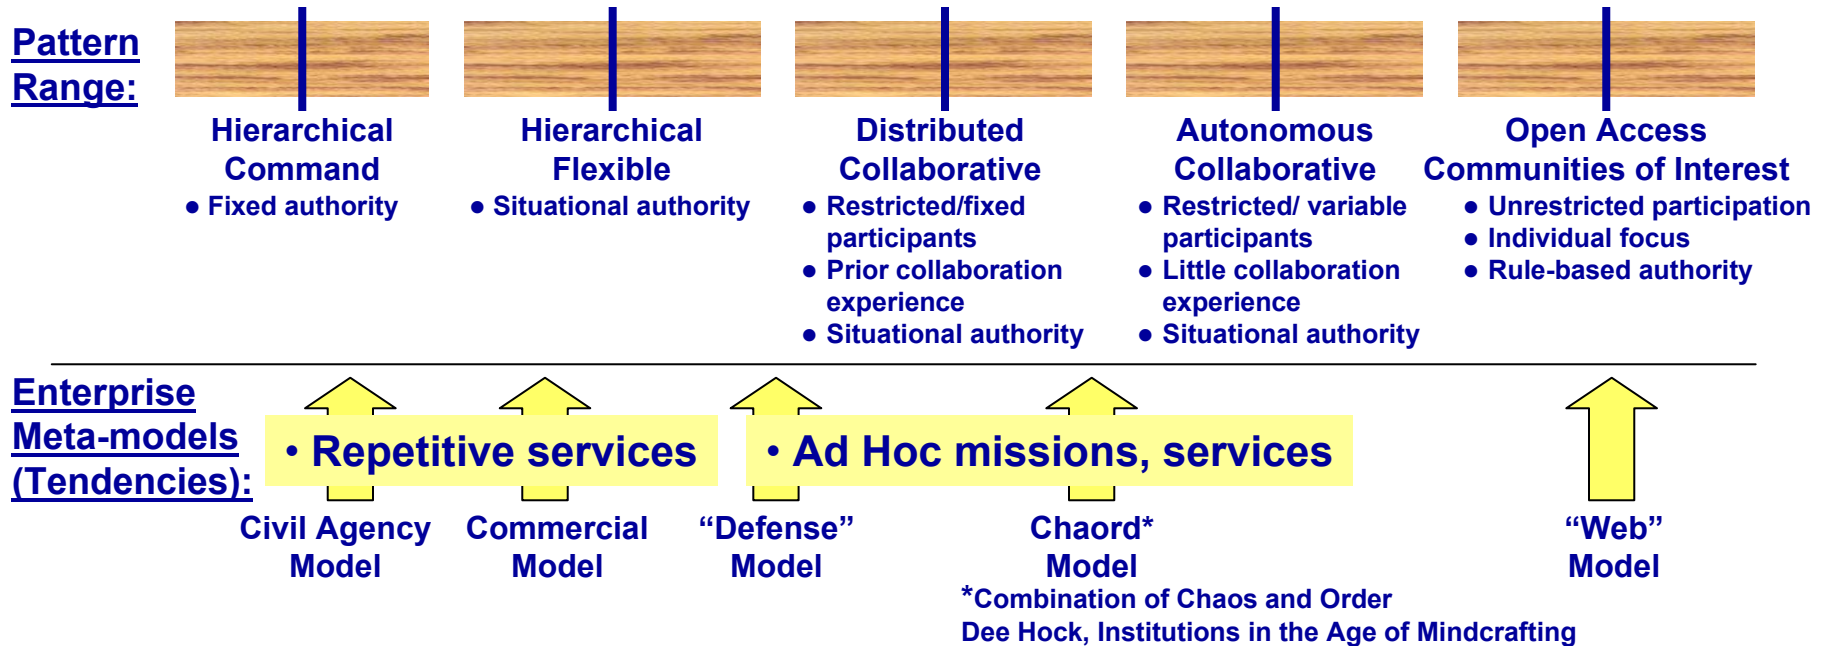 Pattern
Range:
Hierarchical
Command
● Fixed authority
Hierarchical
Flexible
● Situational authority
Distributed
Collaborative
● Restricted/fixed
participants
● Prior collaboration
experience
● Situational authority
Autonomous
Collaborative
● Restricted/ variable
participants
● Little collaboration
experience
● Situational authority
Open Access
Communities of Interest
● Unrestricted participation
● Individual focus
● Rule-based authority
Enterprise
Meta-models
(Tendencies):
• Repetitive services
• Ad Hoc missions, services
Civil Agency
Model
Commercial
Model
“Defense”
Model
Chaord*
Model
“Web”
Model
*Combination of Chaos and Order
Dee Hock, Institutions in the Age of Mindcrafting